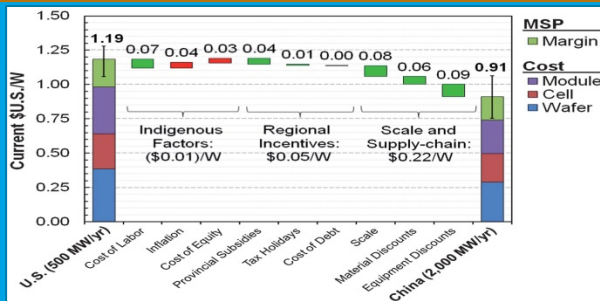 1.50
1.25
1.00
0.75
0.50
0.25
0.00
Current $U.S./W
1.19
0.07
0.04
0.03
0.04
0.01
0.00
0.08
0.06
0.09
0.91
Indigenous
Factors:
($0.01)/W
Regional
Incentives:
$0.05/W
Scale and
Supply-chain:
$0.22/W
U.S. (500 MW/yr)
Cost of Labor
Inflation
Cost of Equity
Provincial Subsidies
Tax Holidays
Cost of Debt
Scale
Material Discounts
Equipment Discounts
China (2,000 MW/yr)
MSP
Margin
Cost
Module
Cell
Wafer